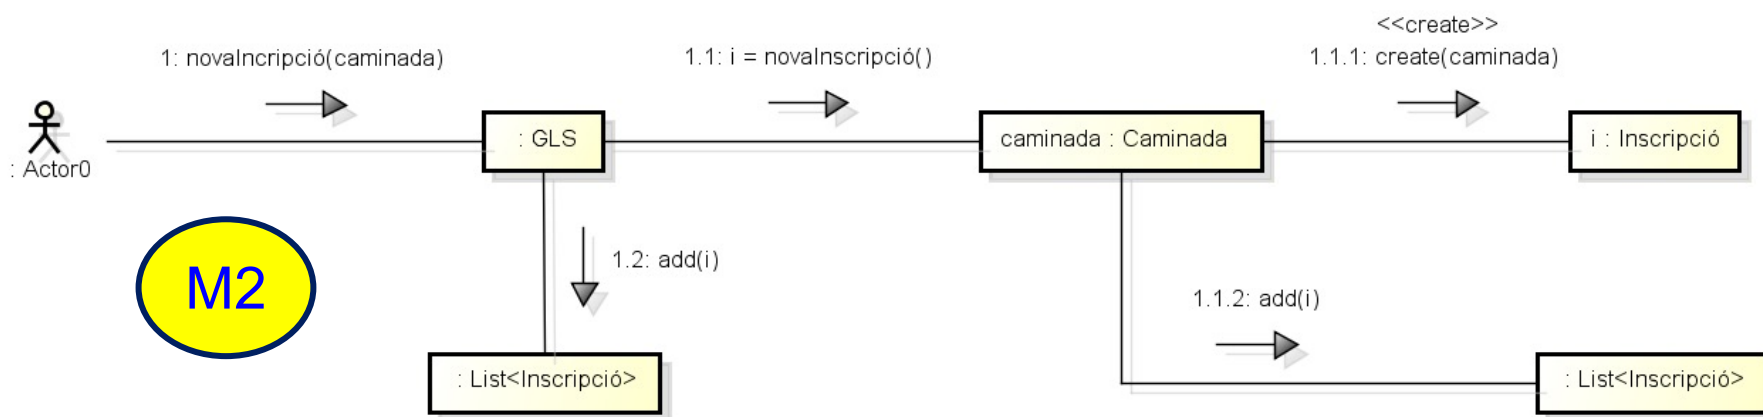 <<create>>
1: novaIncripció(caminada)
1.1: i = novaInscripció()
1.1.1: create(caminada)
: GLS
caminada : Caminada
i : Inscripció
: Actor0
M2
1.2: add(i)
1.1.2: add(i)
: List<Inscripció>
: List<Inscripció>